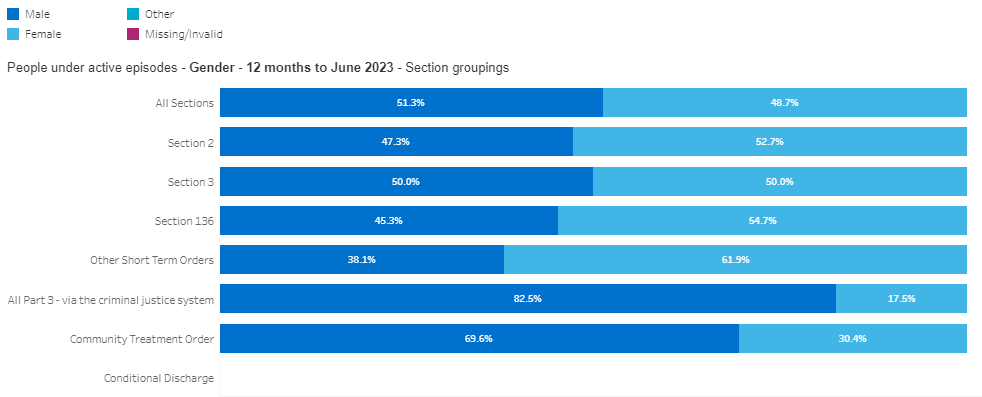 Male Other
Female Missing/Invalid
People under active episodes - Gender - 12 months to June 2023 - Section groupings
All Sections 51.3% 48.7%
Section 2 47.3% 52.7%
Section 3 50.0% 50.0%
Section 136 45.3% 54.7%
Other Short Term Orders 38.1% 61.9%
All Part 3 - via the criminal justice system 82.5% 17.5%
Community Treatment Order 69.6% 30.4%
Conditional Discharge